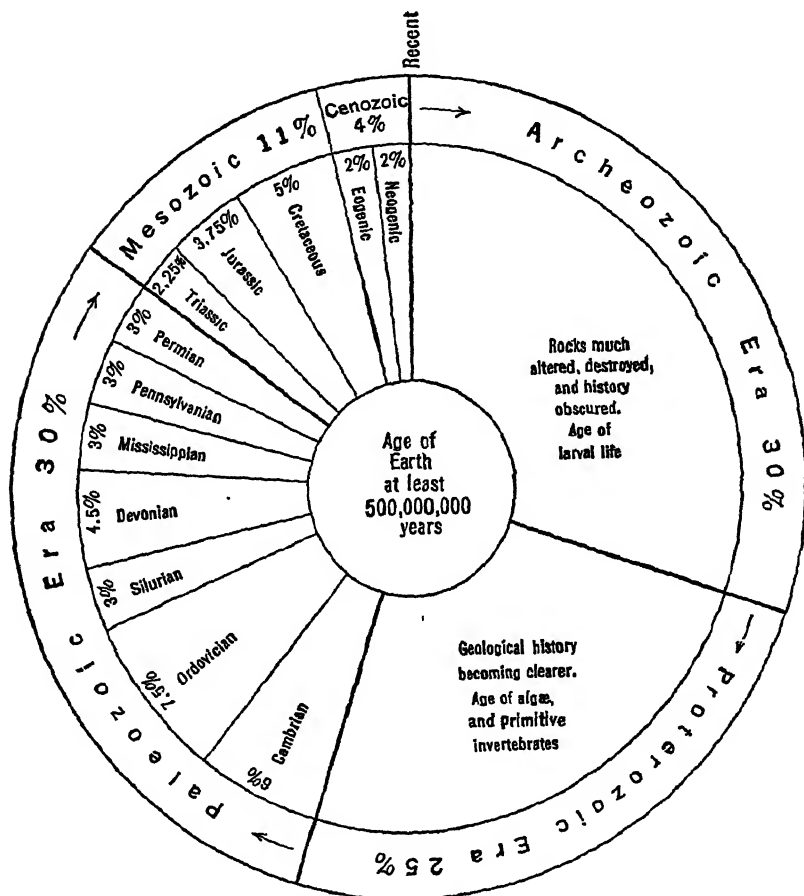 Recent
Archeozoic Era 30%
Rocks much
altered, destroyed,
and history
obscured.
Age of
larval life
Proterozoic Era 25%
Geological history
becoming clearer.
Age of algæ,
and primitive
invertebrates
Paleozoic Era 30%
6%
Cambrian
7.5%
Ordovician
3%
Silurian
4.5%
Devonian
3%
Mississippian
3%
Pennsylvanian
3%
Permian
Mesozoic 11%
2.25%
Triassic
3.75%
Jurassic
5%
Cretaceous
Cenozoic
4%
2%
Eogenic
2%
Neogenic
Age of
Earth
at least
500,000,000
years